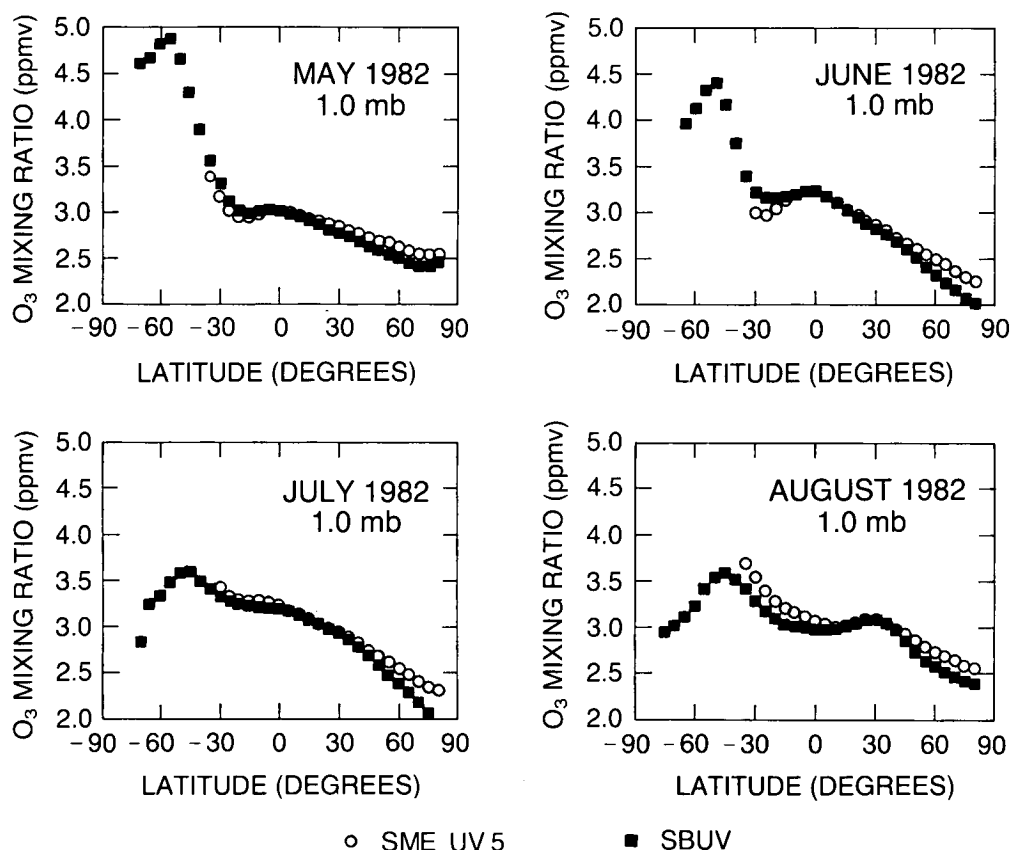 O₃ MIXING RATIO (ppmv)
5.0
4.5
4.0
3.5
3.0
2.5
2.0
MAY 1982
1.0 mb
-90 -60 -30 0 30 60 90
LATITUDE (DEGREES)
O₃ MIXING RATIO (ppmv)
5.0
4.5
4.0
3.5
3.0
2.5
2.0
JUNE 1982
1.0 mb
-90 -60 -30 0 30 60 90
LATITUDE (DEGREES)
O₃ MIXING RATIO (ppmv)
5.0
4.5
4.0
3.5
3.0
2.5
2.0
JULY 1982
1.0 mb
-90 -60 -30 0 30 60 90
LATITUDE (DEGREES)
O₃ MIXING RATIO (ppmv)
5.0
4.5
4.0
3.5
3.0
2.5
2.0
AUGUST 1982
1.0 mb
-90 -60 -30 0 30 60 90
LATITUDE (DEGREES)
SME UV 5 SBUV